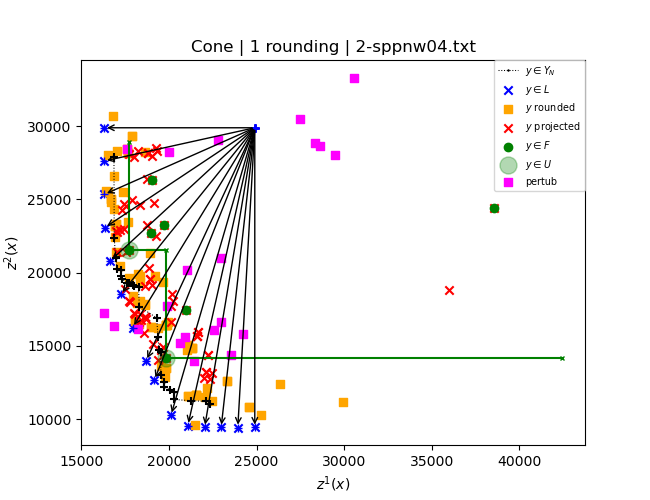 Cone | 1 rounding | 2-sppnw04.txt
z²(x)
30000
25000
20000
15000
10000
15000 20000 25000 30000 35000 40000
z¹(x)
y ∈ Y_N
y ∈ L
y rounded
y projected
y ∈ F
y ∈ U
pertub